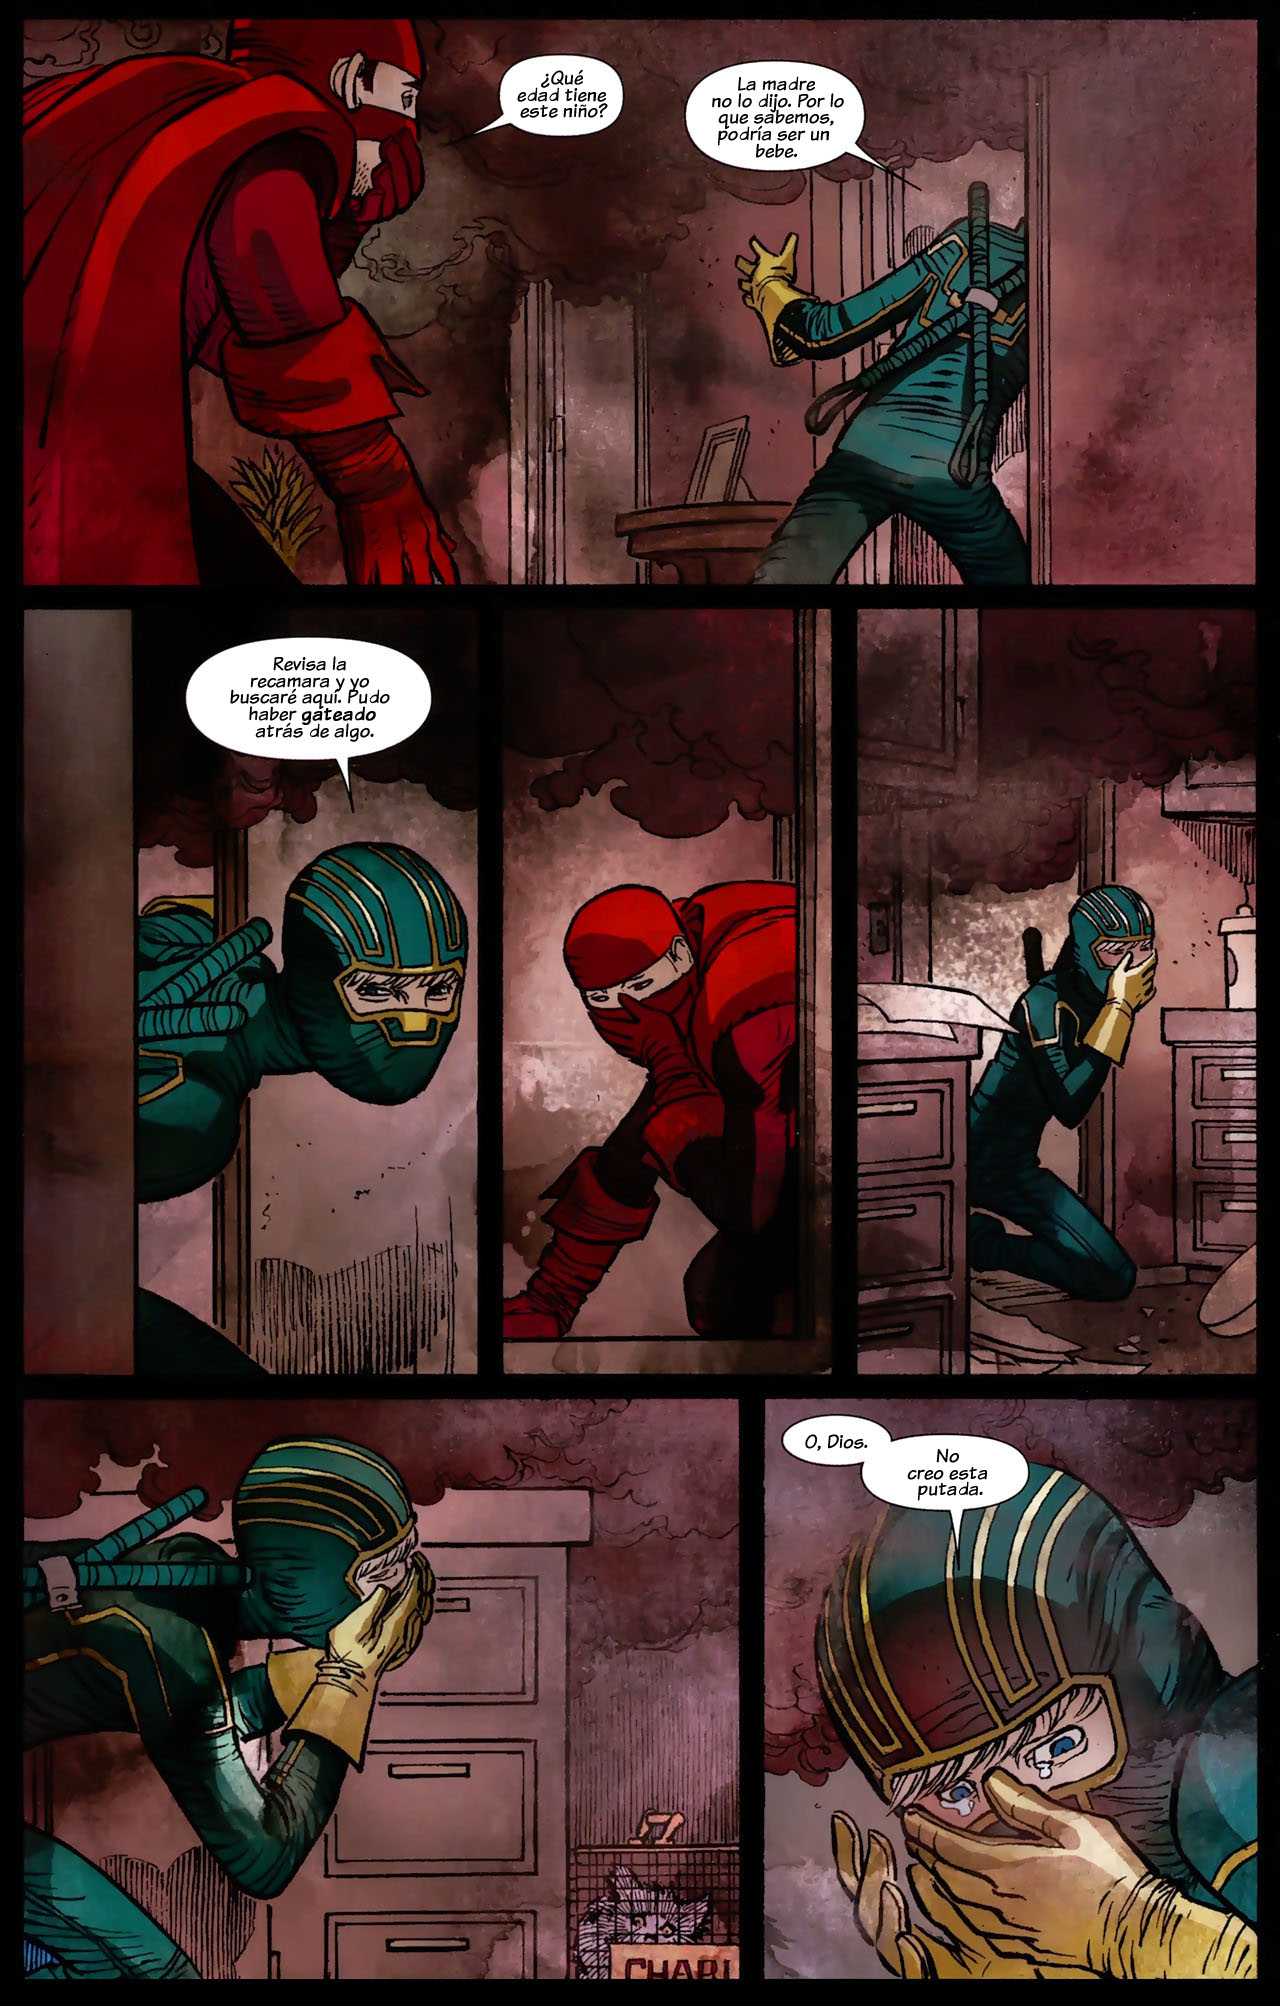 ¿Qué
edad tiene
este niño?
La madre
no lo dijo. Por lo
que sabemos,
podría ser un
bebe.
Revisa la
recamara y yo
buscaré aquí. Pudo
haber gateado
atrás de algo.
O, Dios.
No
creo esta
putada.
CHARL